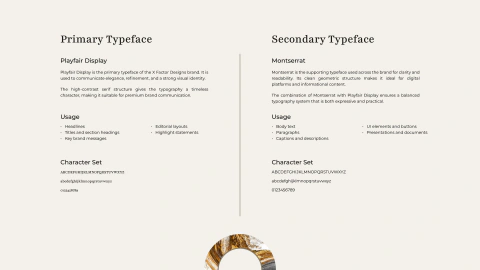 Primary Typeface
Playfair Display
Playfair Display is the primary typeface of the X Factor Designs brand. It is
used to communicate elegance, refinement, and a strong visual identity.
The high-contrast serif structure gives the typography a timeless
character, making it suitable for premium brand communication.
Usage
· Headlines
· Titles and section headings
· Key brand messages
· Editorial layouts
· Highlight statements
Character Set
ABCDEFGHIJKLMNOPQRSTUVWXYZ
abcdefghijklmnopqrstuvwxyz
0123456789
Secondary Typeface
Montserrat
Montserrat is the supporting typeface used across the brand for clarity and
readability. Its clean geometric structure makes it ideal for digital
platforms and informational content.
The combination of Montserrat with Playfair Display ensures a balanced
typography system that is both expressive and practical.
Usage
· Body text
· Paragraphs
· Captions and descriptions
· UI elements and buttons
· Presentations and documents
Character Set
ABCDEFGHIJKLMNOPQRSTUVWXYZ
abcdefghijklmnopqrstuvwxyz
0123456789